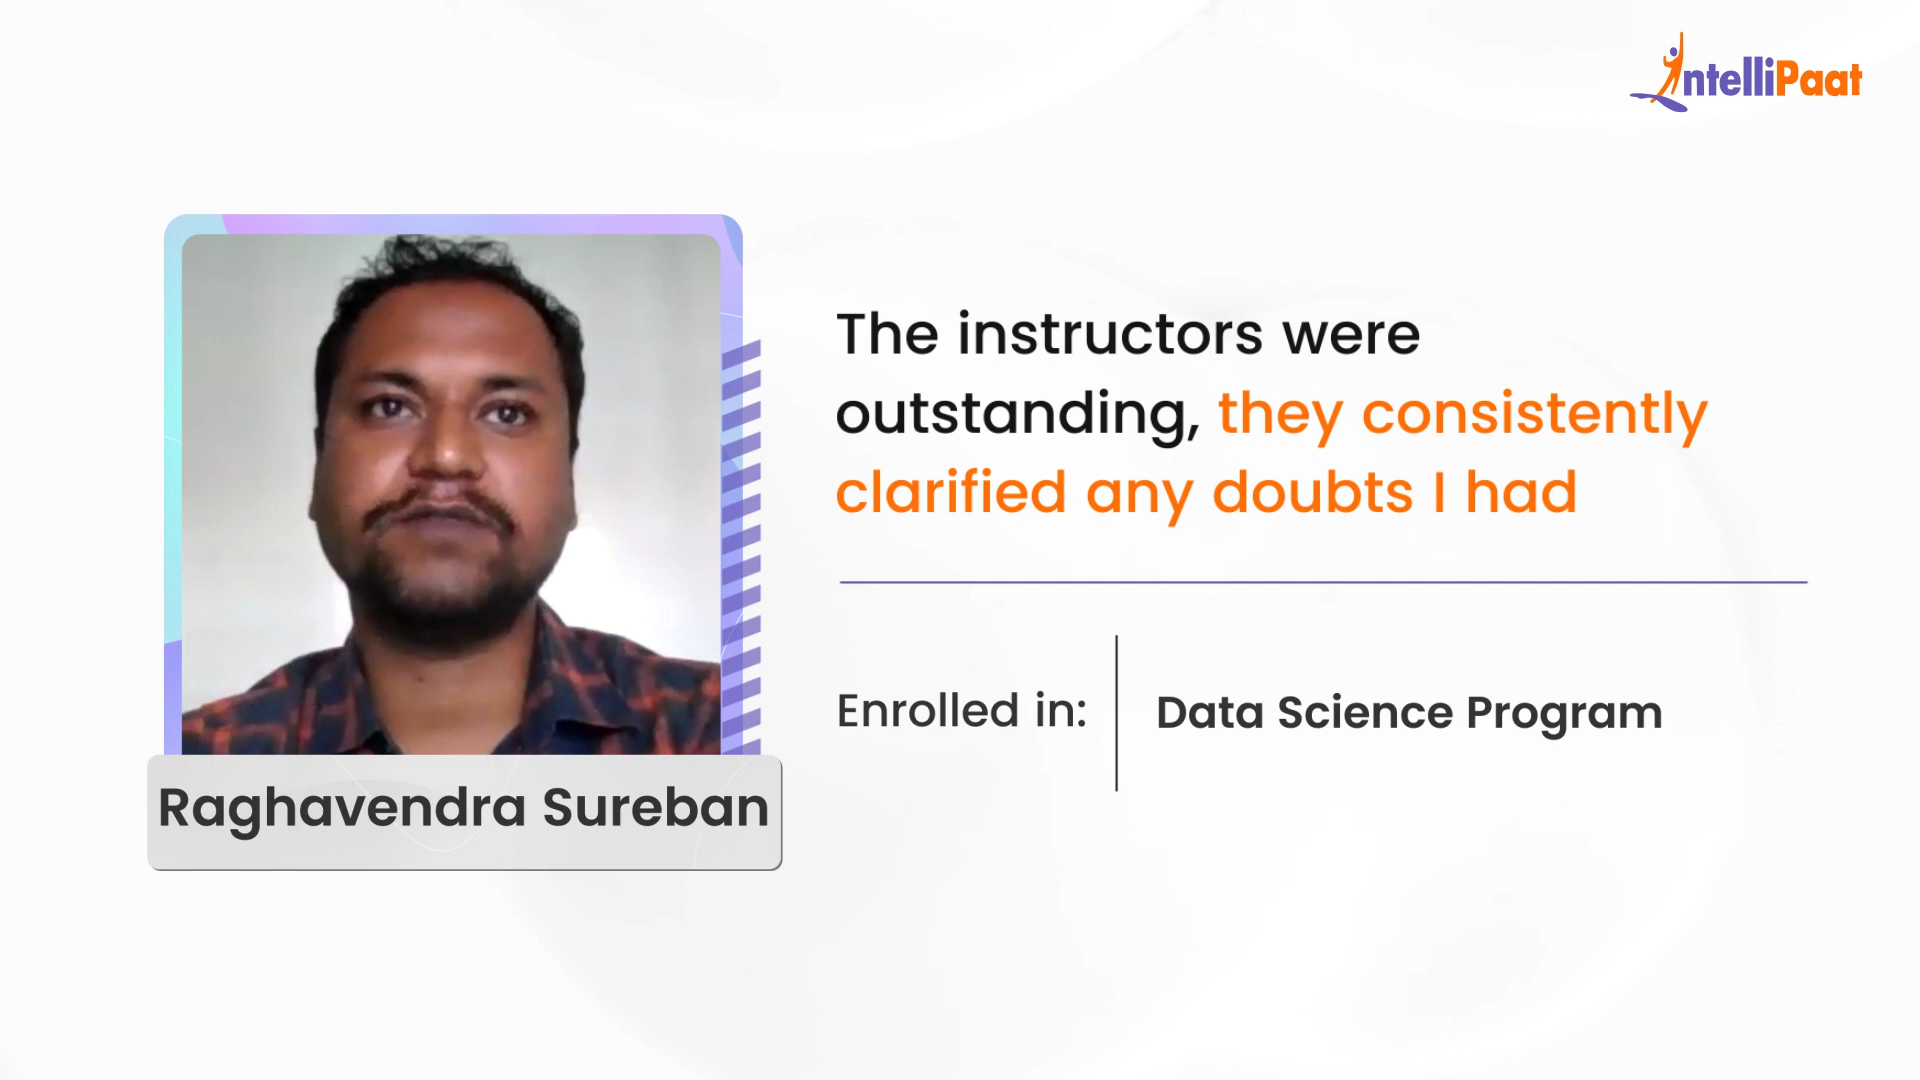 IntelliPaat
The instructors were
outstanding, they consistently
clarified any doubts I had
Enrolled in:
Data Science Program
Raghavendra Sureban